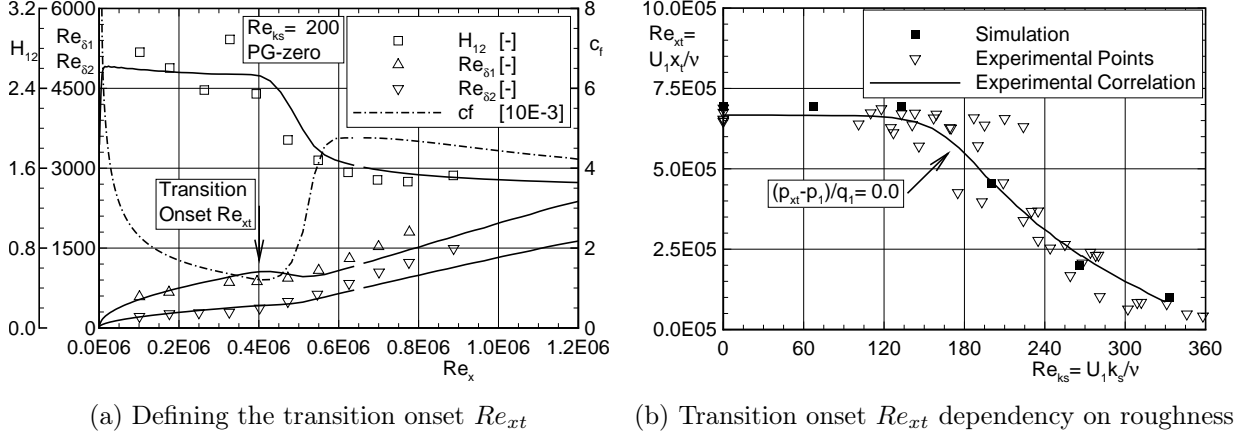 3.2 6000 8
H12 Reδ1 Reδ2 cf
Reks= 200
PG-zero
H12 [-]
Reδ1 [-]
Reδ2 [-]
cf [10E-3]
2.4 4500 6
1.6 3000 4
Transition
Onset Rext
0.8 1500 2
0.0 0 0
0.0E06 0.2E06 0.4E06 0.6E06 0.8E06 1.0E06 1.2E06
Rex
(a) Defining the transition onset Rext
10.0E05
Rext=
U1xt/ν
Simulation
Experimental Points
Experimental Correlation
7.5E05
5.0E05
(pxt-p1)/q1= 0.0
2.5E05
0.0E05
0 60 120 180 240 300 360
Reks= U1ks/ν
(b) Transition onset Rext dependency on roughness